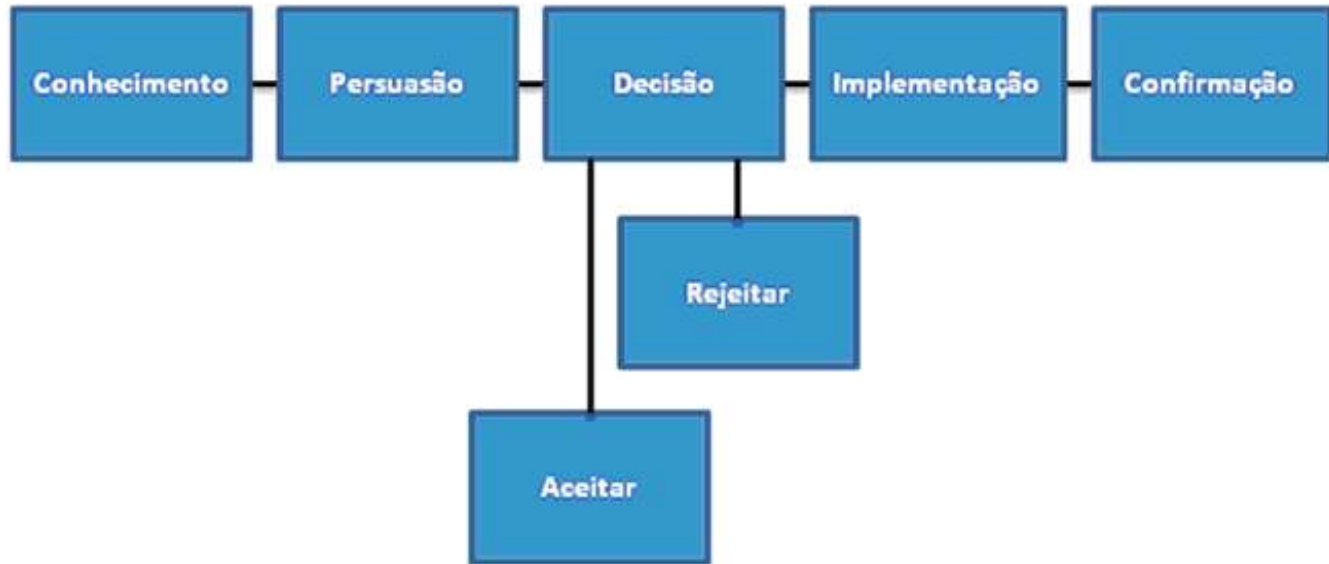 Conhecimento
Persuasão
Decisão
Implementação
Confirmação
Rejeitar
Aceitar